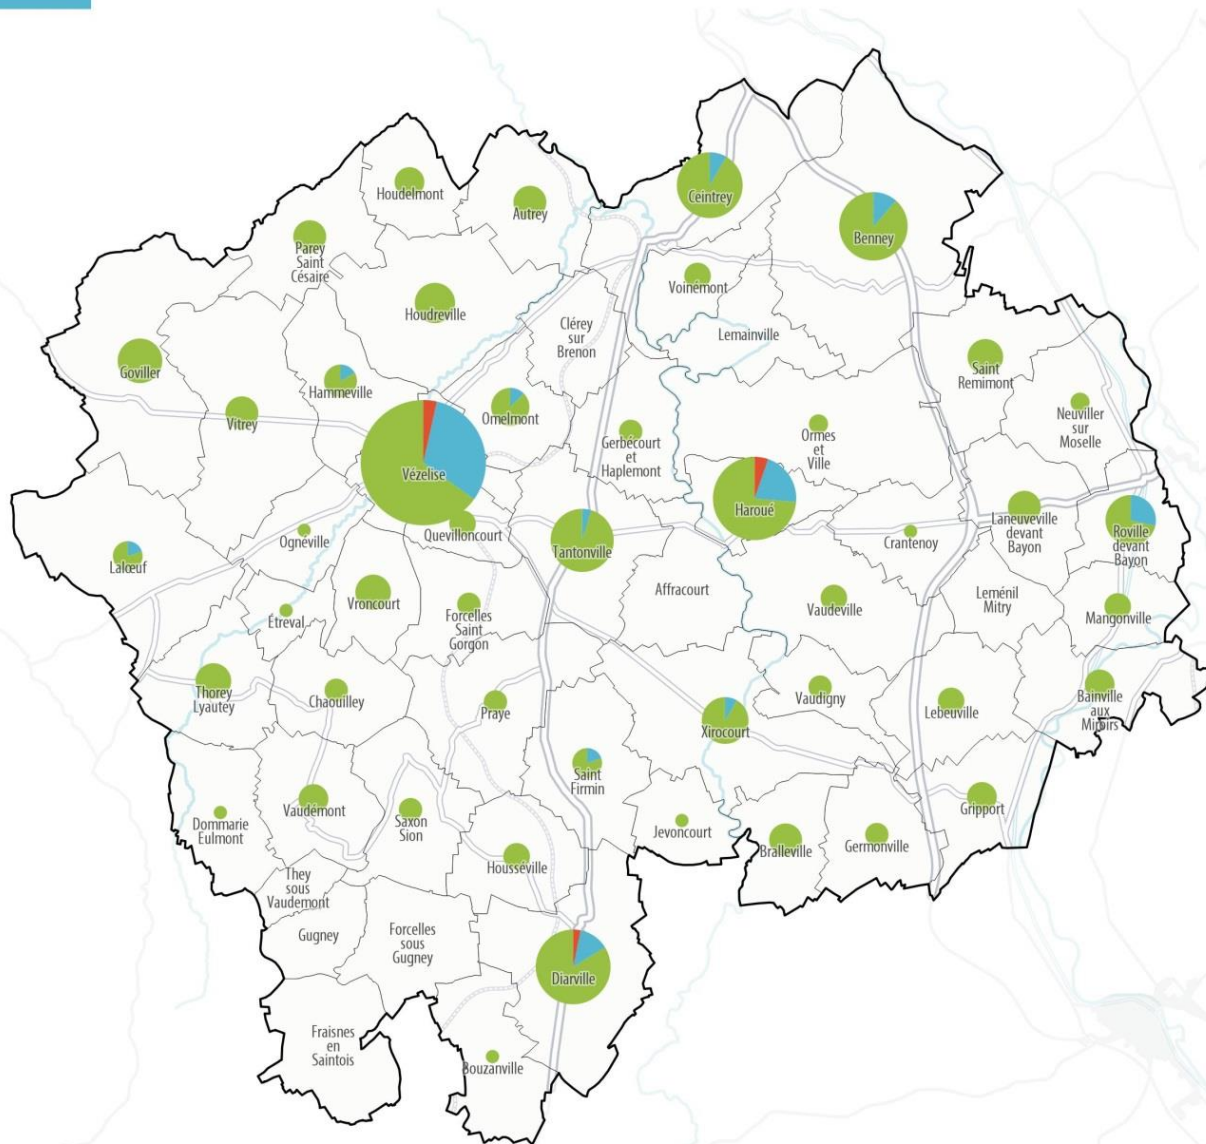 Houdelmont
Autrey
Ceintrey
Benney
Parey
Saint
Césaire
Houdreville
Voinémont
Clérey
sur
Brenon
Lemainville
Goviller
Hammeville
Vitrey
Omelmont
Saint
Remimont
Neuviller
sur
Moselle
Gerbécourt
et
Haplemont
Ormes
et
Ville
Vézelise
Haroué
Quevilloncourt
Ognéville
Tantonville
Crantenoy
Laneuveville
devant
Bayon
Roville
devant
Bayon
Lalœuf
Affracourt
Leménil
Mitry
Vroncourt
Étreval
Forcelles
Saint
Gorgon
Vaudeville
Mangonville
Thorey
Lyautey
Chaouilley
Praye
Vaudigny
Lebeuville
Bainville
aux
Miroirs
Xirocourt
Saint
Firmin
Vaudémont
Saxon
Sion
Dommarie
Eulmont
Jevoncourt
Bralleville
Germonville
Gripport
Housséville
They
sous
Vaudemont
Gugney
Forcelles
sous
Gugney
Diarville
Fraisnes
en
Saintois
Bouzanville